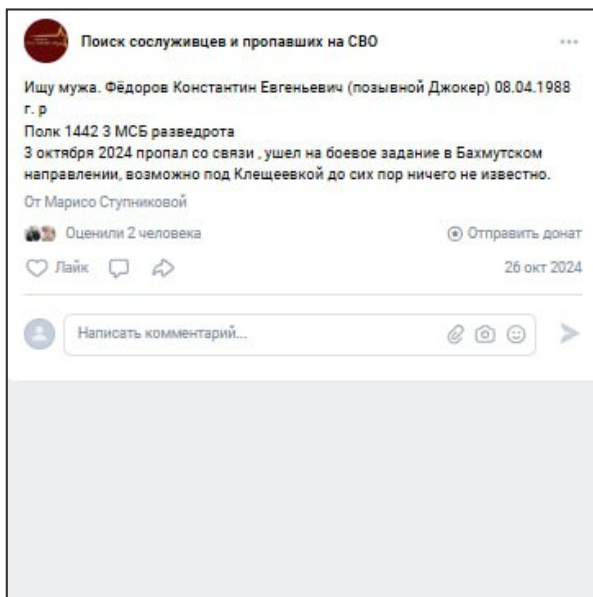 Поиск сослуживцев и пропавших на СВО
Ищу мужа. Фёдоров Константин Евгеньевич (позывной Джокер) 08.04.1988
г. р
Полк 1442 3 МСБ разведрота
3 октября 2024 пропал со связи , ушел на боевое задание в Бахмутском
направлении, возможно под Клещеевкой до сих пор ничего не известно.
От Марисо Ступниковой
Оценили 2 человека
Отправить донат
Лайк
26 окт 2024
Написать комментарий...